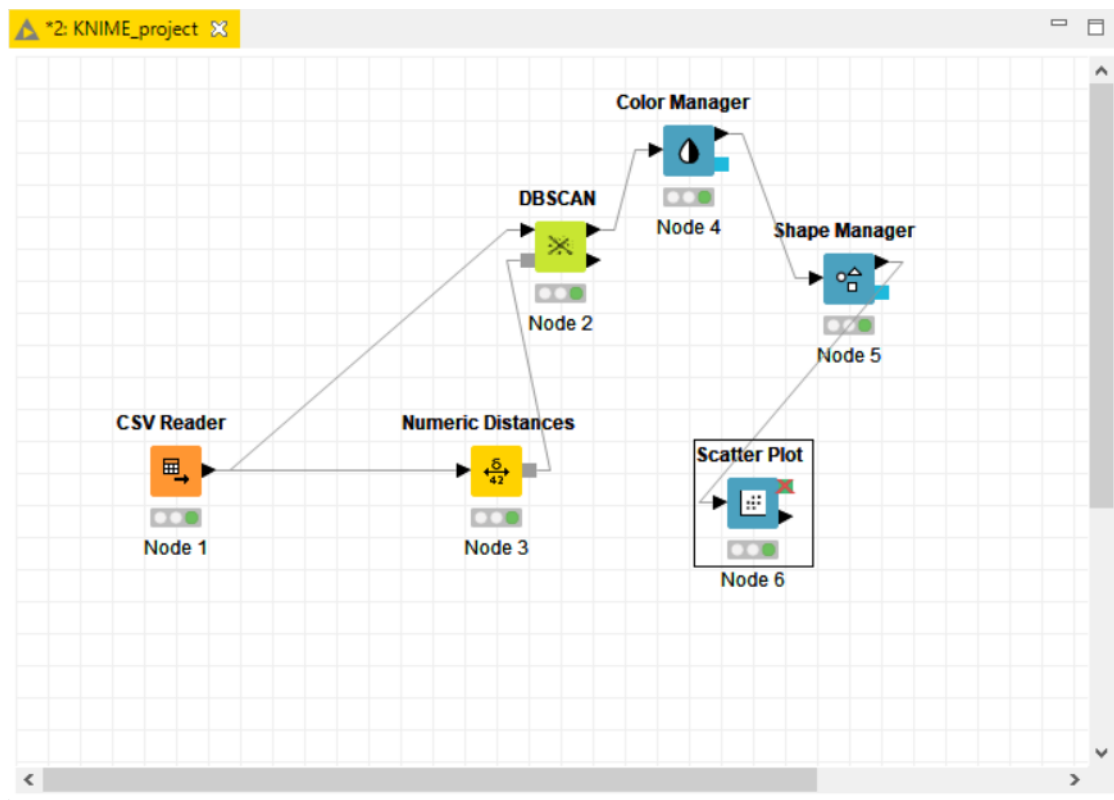 *2: KNIME_project
Color Manager
Node 4
DBSCAN
Node 2
Shape Manager
Node 5
CSV Reader
Node 1
Numeric Distances
δ
42
Node 3
Scatter Plot
Node 6